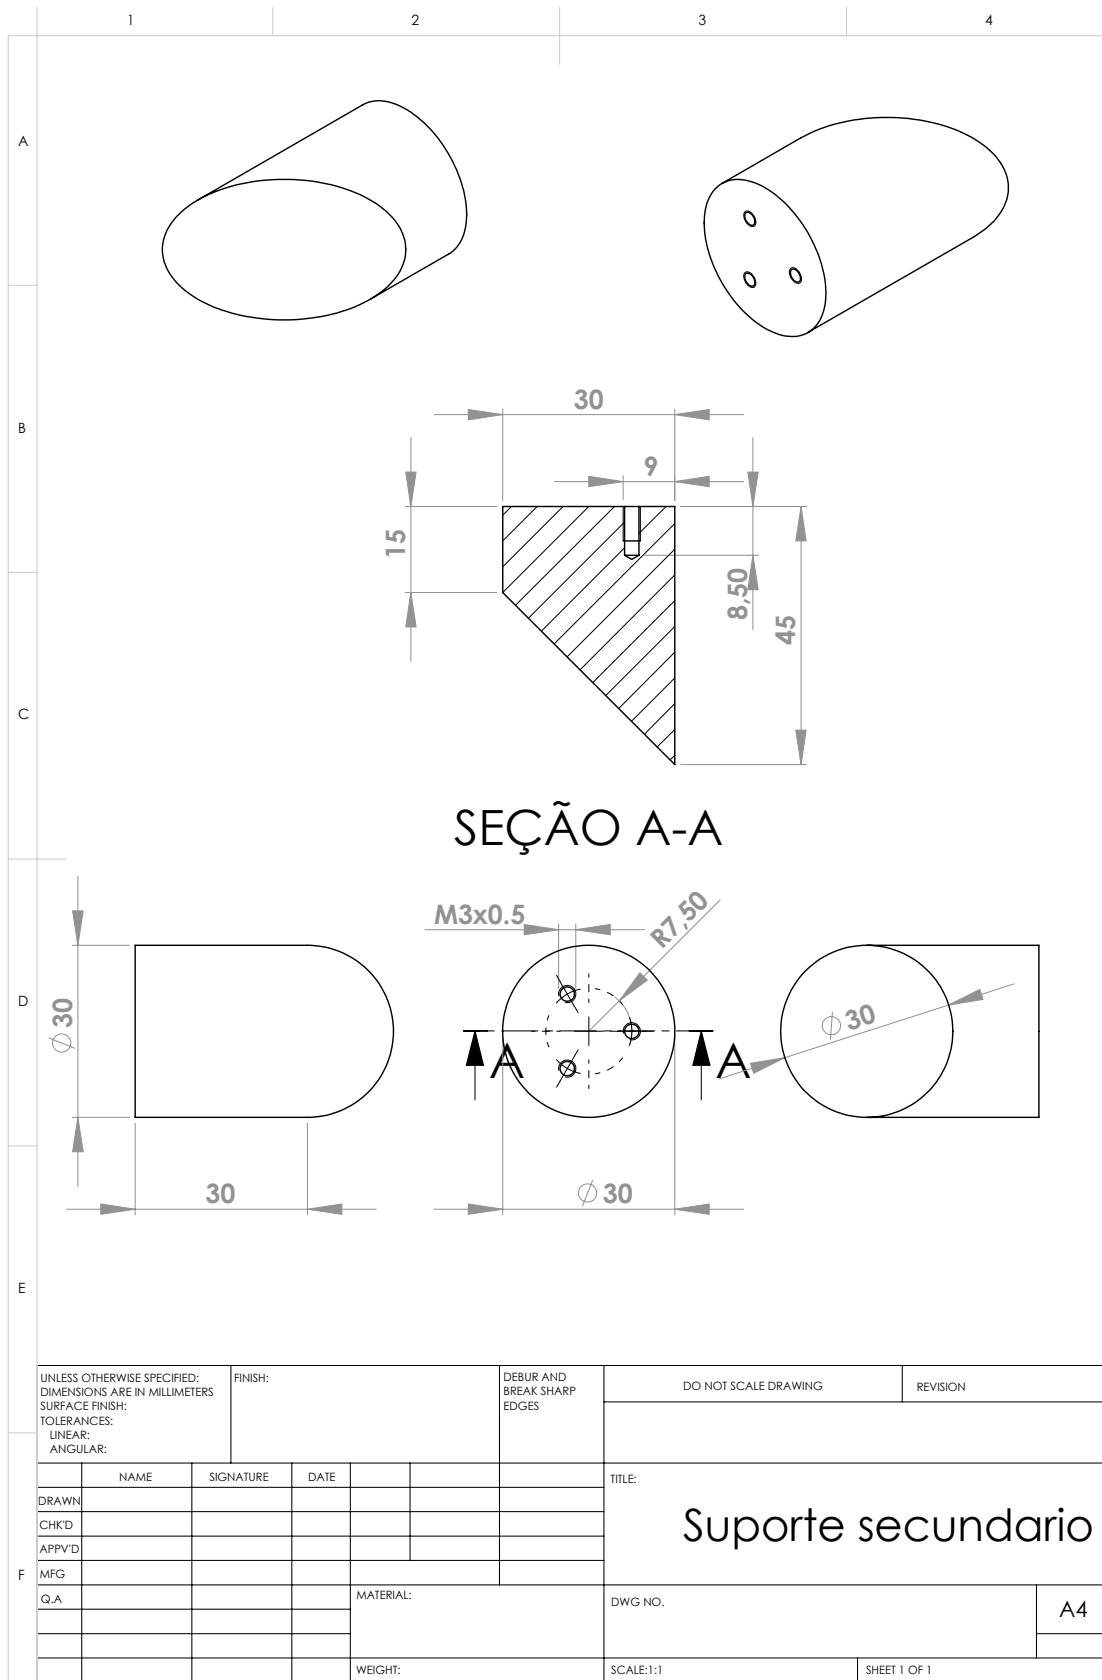 1 2 3 4
A
B
C
D
E
F
30
9
15
8,50
45
SEÇÃO A-A
M3x0.5
R7,50
∅ 30
A A
∅ 30
30
∅ 30
UNLESS OTHERWISE SPECIFIED:
DIMENSIONS ARE IN MILLIMETERS
SURFACE FINISH:
TOLERANCES:
LINEAR:
ANGULAR:
FINISH:
DEBUR AND
BREAK SHARP
EDGES
DO NOT SCALE DRAWING
REVISION
NAME SIGNATURE DATE
DRAWN
CHK'D
APPV'D
MFG
Q.A
TITLE:
Suporte secundario
MATERIAL:
DWG NO.
A4
WEIGHT:
SCALE:1:1
SHEET 1 OF 1